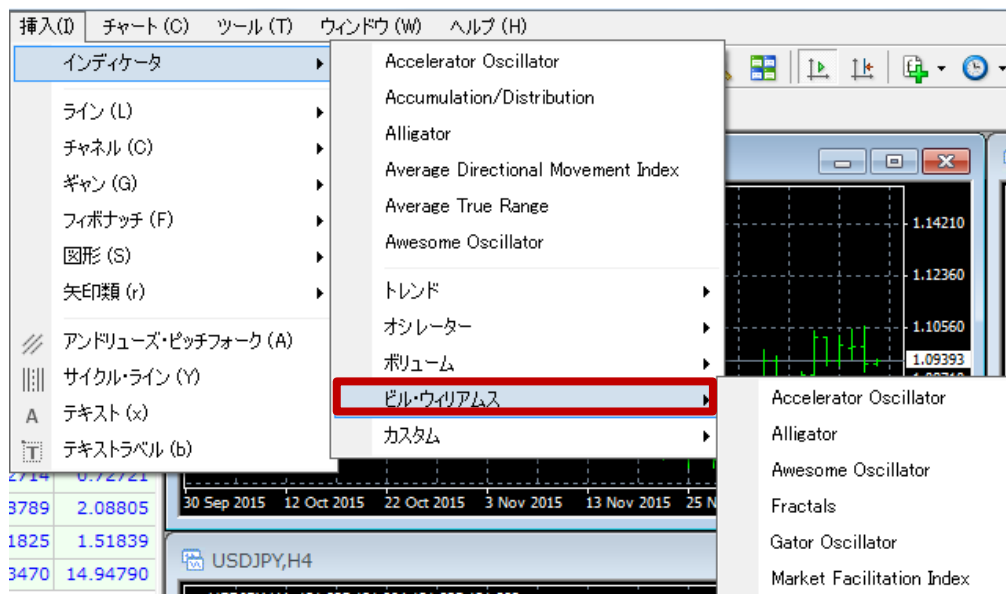 挿入(I) チャート(C) ツール(T) ウィンドウ(W) ヘルプ(H)
インディケータ
ライン(L)
チャネル(C)
ギャン(G)
フィボナッチ(F)
図形(S)
矢印類(r)
アンドリューズ・ピッチフォーク(A)
サイクル・ライン(Y)
A テキスト(x)
T テキストラベル(b)
Accelerator Oscillator
Accumulation/Distribution
Alligator
Average Directional Movement Index
Average True Range
Awesome Oscillator
トレンド
オシレーター
ボリューム
ビル・ウィリアムス
カスタム
Accelerator Oscillator
Alligator
Awesome Oscillator
Fractals
Gator Oscillator
Market Facilitation Index
1.14210
1.12360
1.10560
1.09393
30 Sep 2015 12 Oct 2015 22 Oct 2015 3 Nov 2015 13 Nov 2015 25 N
2714 0.72721
3789 2.08805
1825 1.51839
3470 14.94790
USDJPY,H4